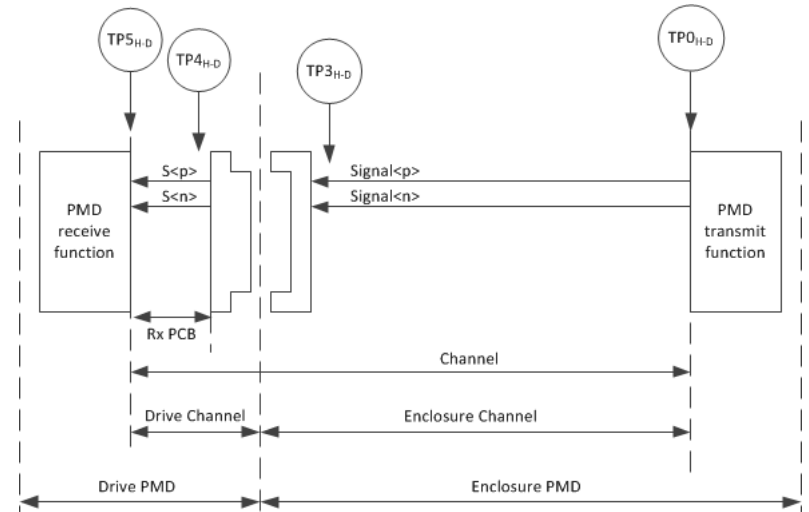 TP5H-D
TP4H-D
TP3H-D
TP0H-D
S<p>
S<n>
Signal<p>
Signal<n>
PMD
receive
function
PMD
transmit
function
Rx PCB
Channel
Drive Channel
Enclosure Channel
Drive PMD
Enclosure PMD